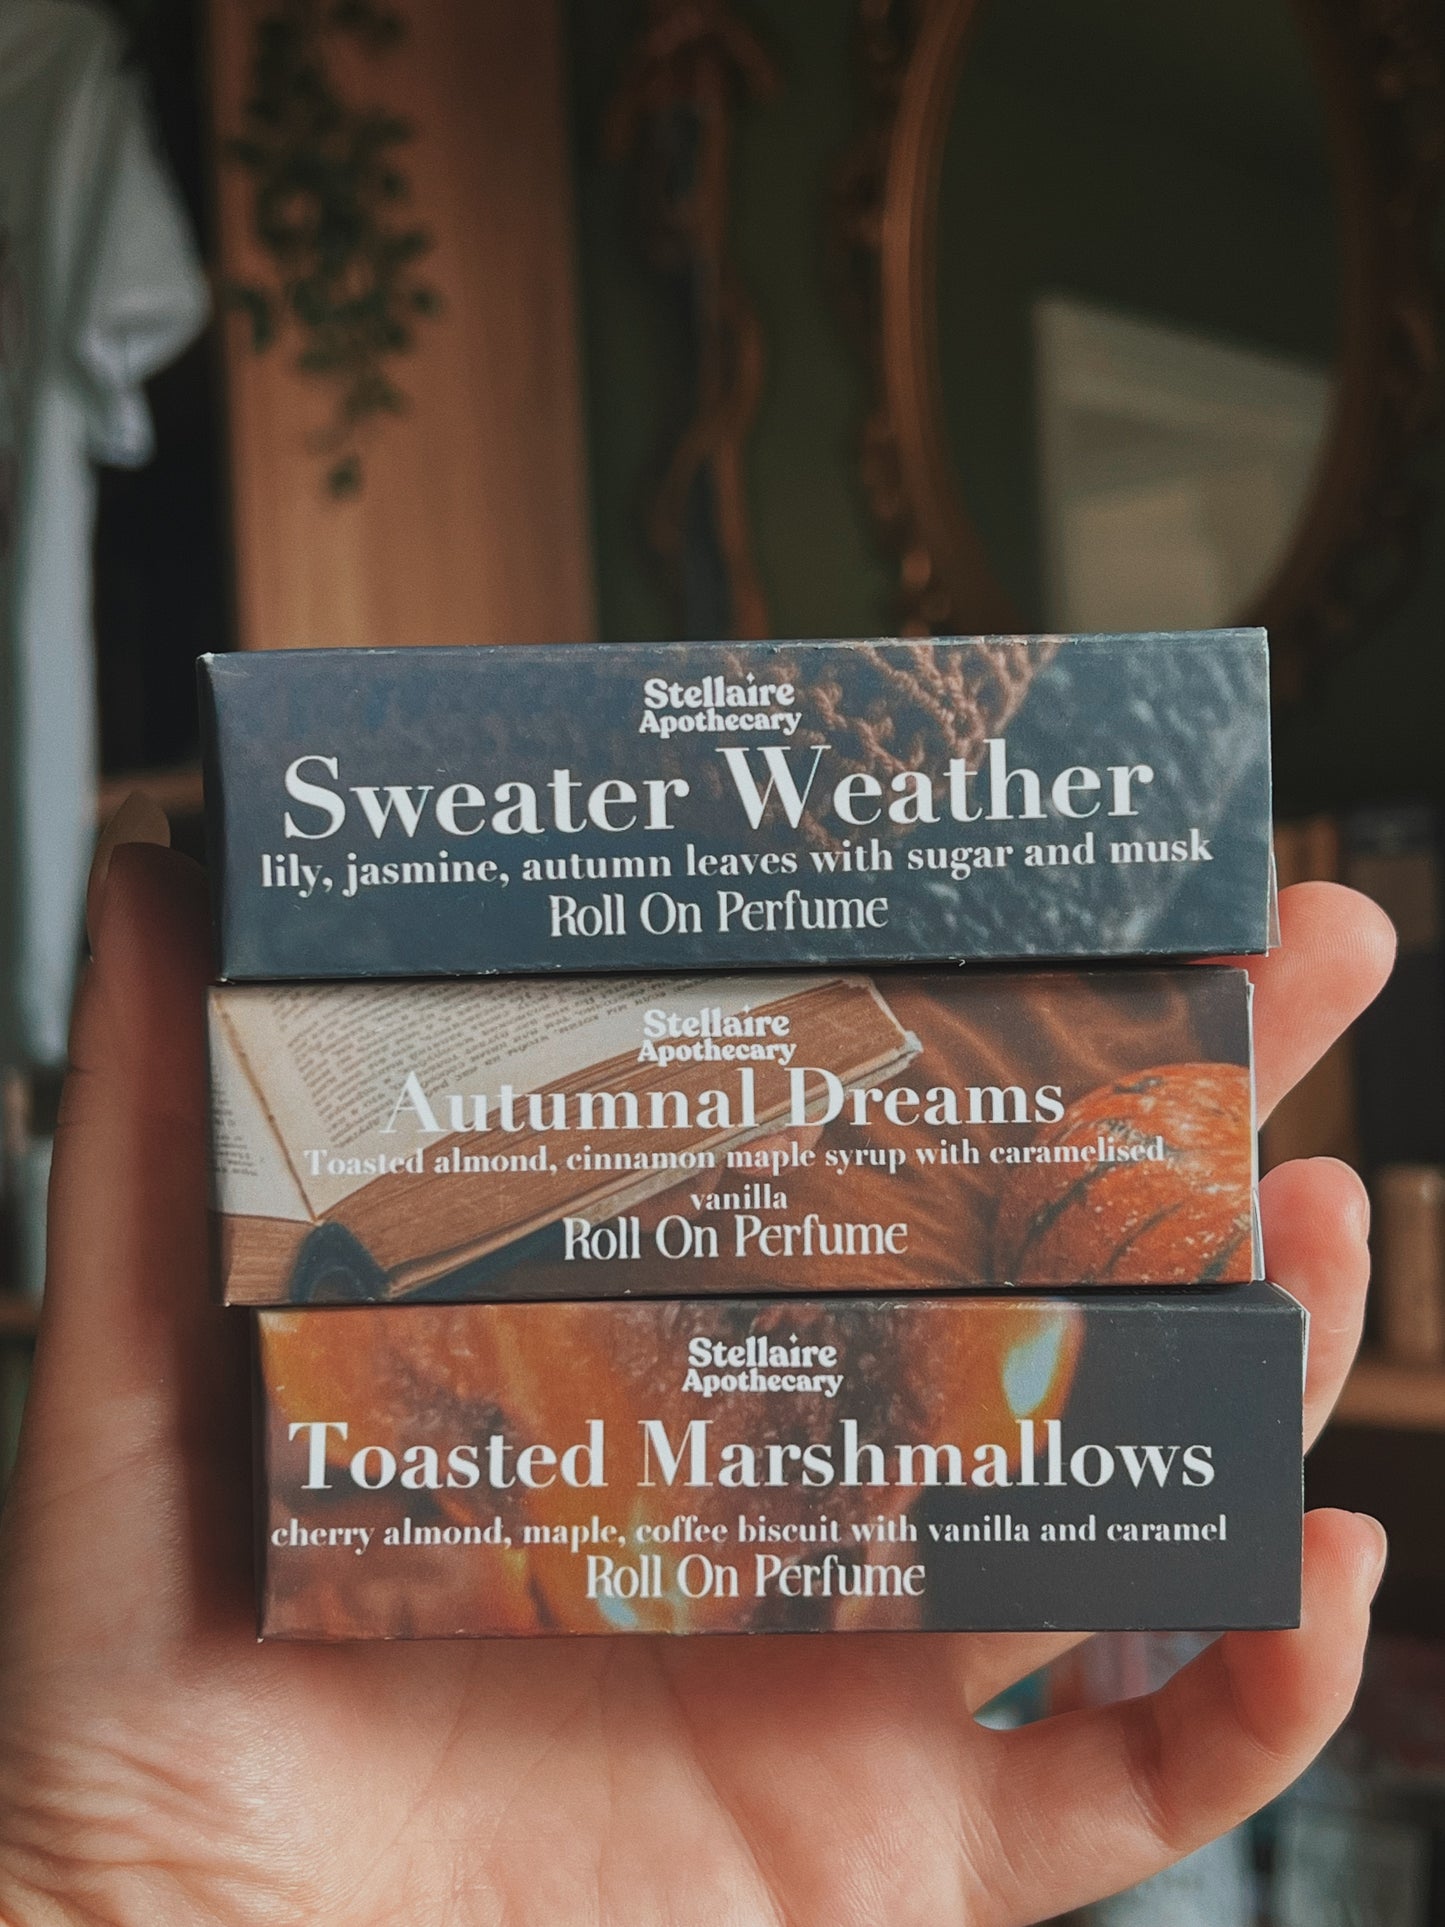 Stellaire
Apothecary
Sweater Weather
lily, jasmine, autumn leaves with sugar and musk
Roll On Perfume
Stellaire
Apothecary
Autumnal Dreams
Toasted almond, cinnamon maple syrup with caramelised
vanilla
Roll On Perfume
Stellaire
Apothecary
Toasted Marshmallows
cherry almond, maple, coffee biscuit with vanilla and caramel
Roll On Perfume